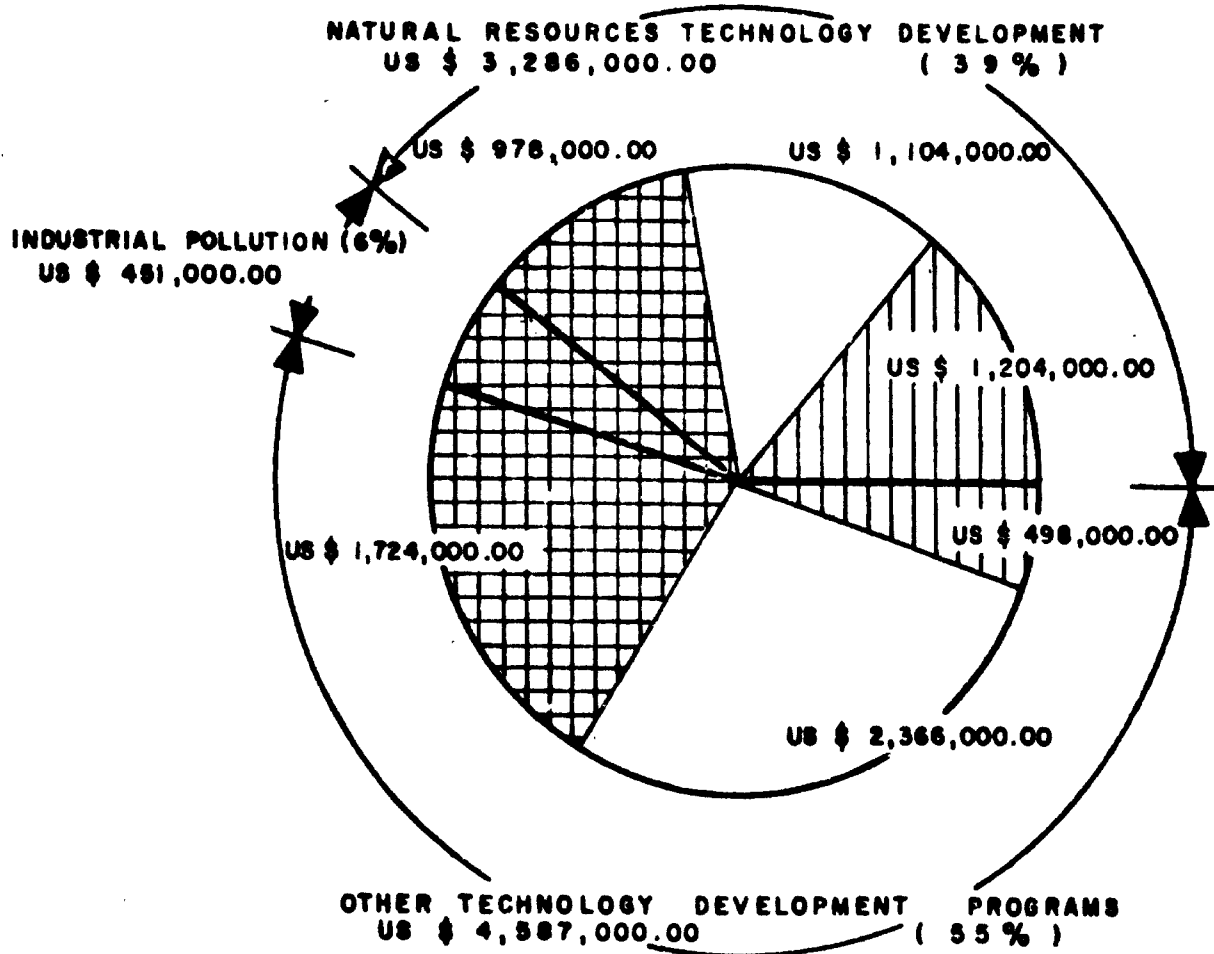 NATURAL RESOURCES TECHNOLOGY DEVELOPMENT
US $ 3,286,000.00 (39%)
US $ 978,000.00 US $ 1,104,000.00
INDUSTRIAL POLLUTION (6%)
US $ 451,000.00
US $ 1,204,000.00
US $ 498,000.00
US $ 1,724,000.00
US $ 2,366,000.00
OTHER TECHNOLOGY DEVELOPMENT PROGRAMS
US $ 4,587,000.00 (55%)